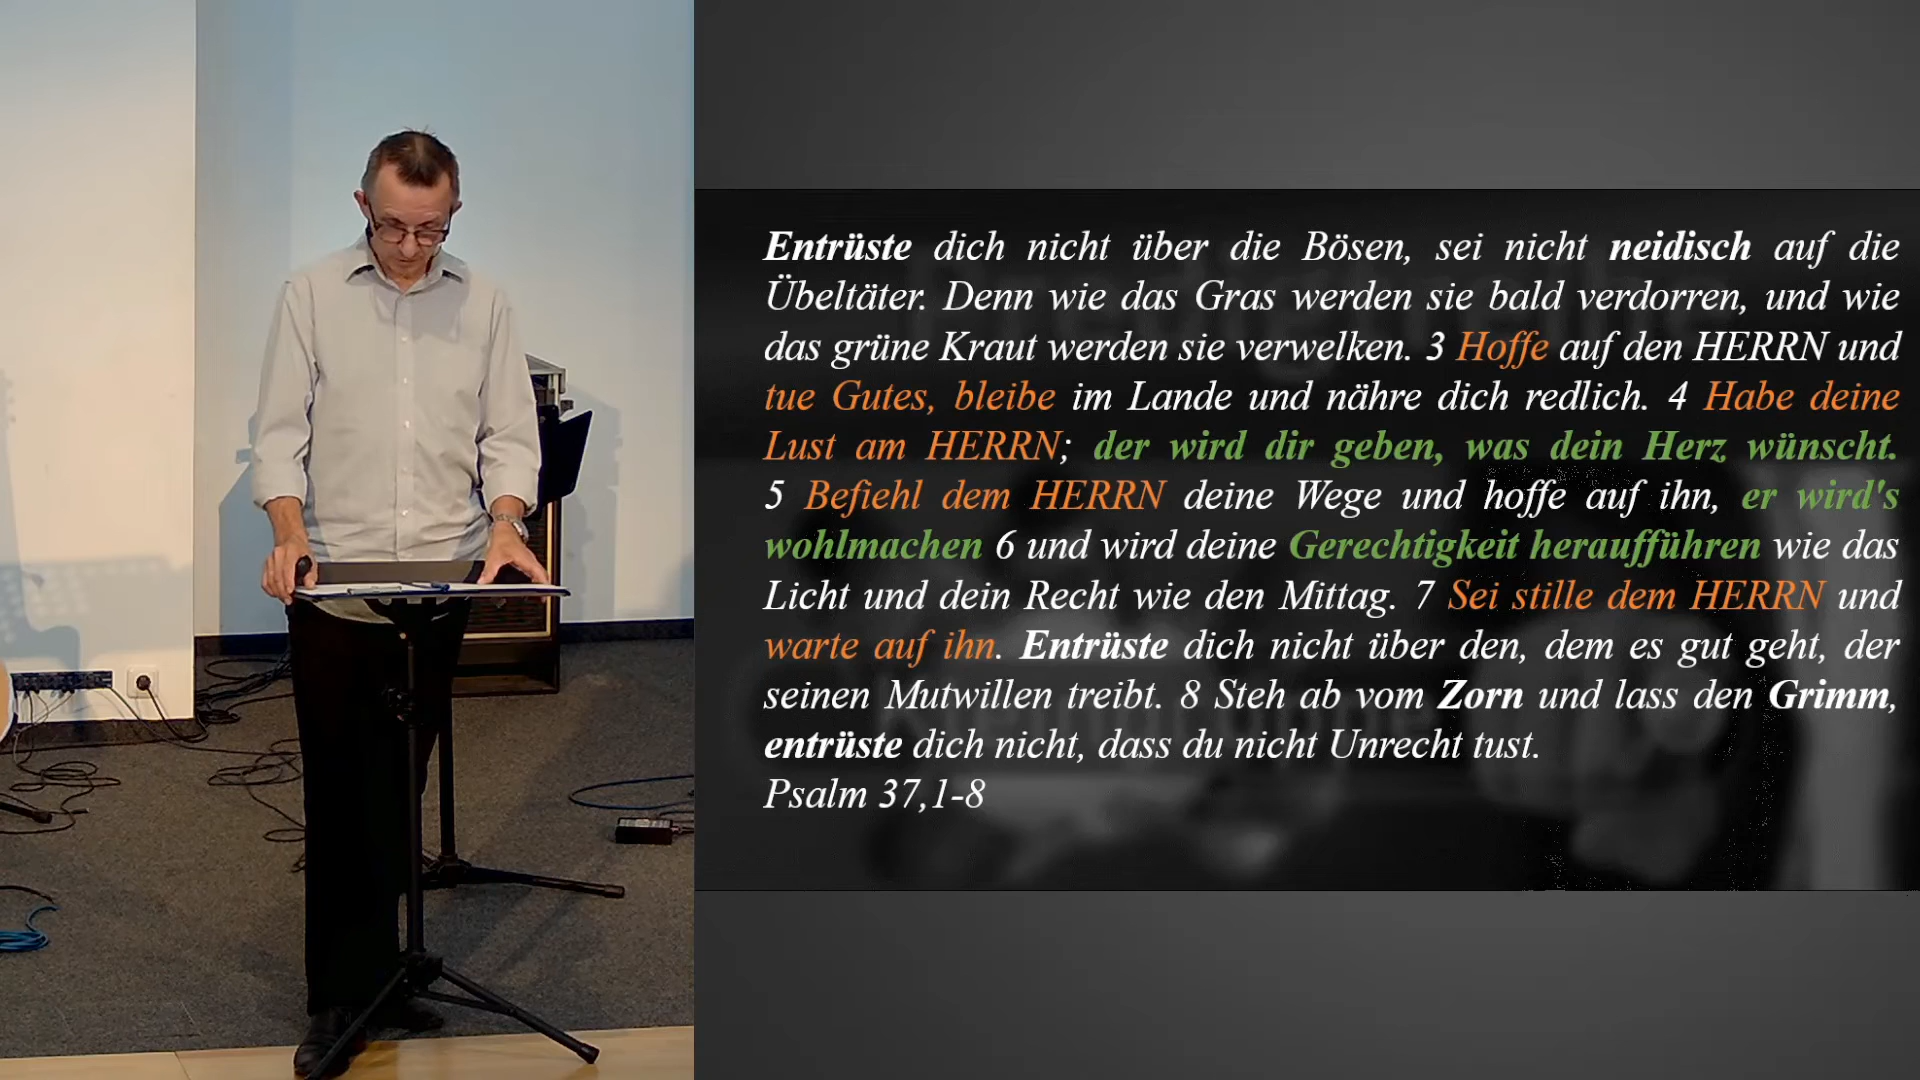 Entrüste dich nicht über die Bösen, sei nicht neidisch auf die
Übeltäter. Denn wie das Gras werden sie bald verdorren, und wie
das grüne Kraut werden sie verwelken. 3 Hoffe auf den HERRN und
tue Gutes, bleibe im Lande und nähre dich redlich. 4 Habe deine
Lust am HERRN; der wird dir geben, was dein Herz wünscht.
5 Befiehl dem HERRN deine Wege und hoffe auf ihn, er wird's
wohlmachen 6 und wird deine Gerechtigkeit heraufführen wie das
Licht und dein Recht wie den Mittag. 7 Sei stille dem HERRN und
warte auf ihn. Entrüste dich nicht über den, dem es gut geht, der
seinen Mutwillen treibt. 8 Steh ab vom Zorn und lass den Grimm,
entrüste dich nicht, dass du nicht Unrecht tust.
Psalm 37,1-8